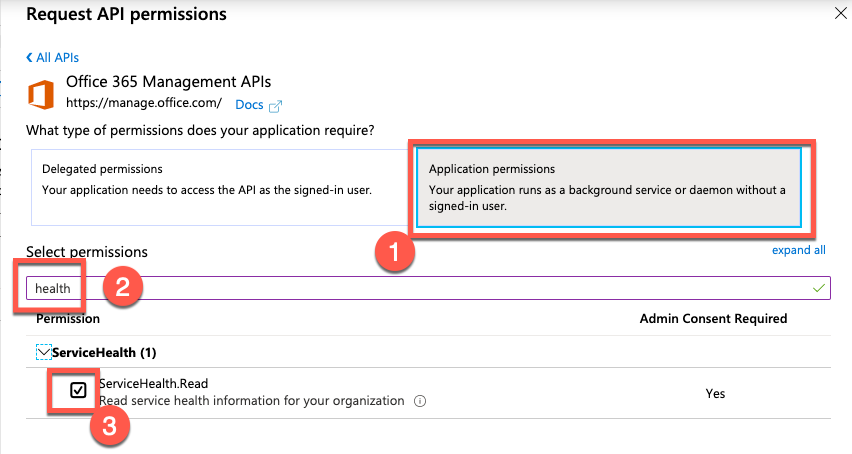 Request API permissions
All APIs
Office 365 Management APIs
https://manage.office.com/ Docs
What type of permissions does your application require?
Delegated permissions
Your application needs to access the API as the signed-in user.
Application permissions
Your application runs as a background service or daemon without a
signed-in user.
1
Select permissions
expand all
health
2
Permission
Admin Consent Required
ServiceHealth (1)
ServiceHealth.Read
Read service health information for your organization
Yes
3